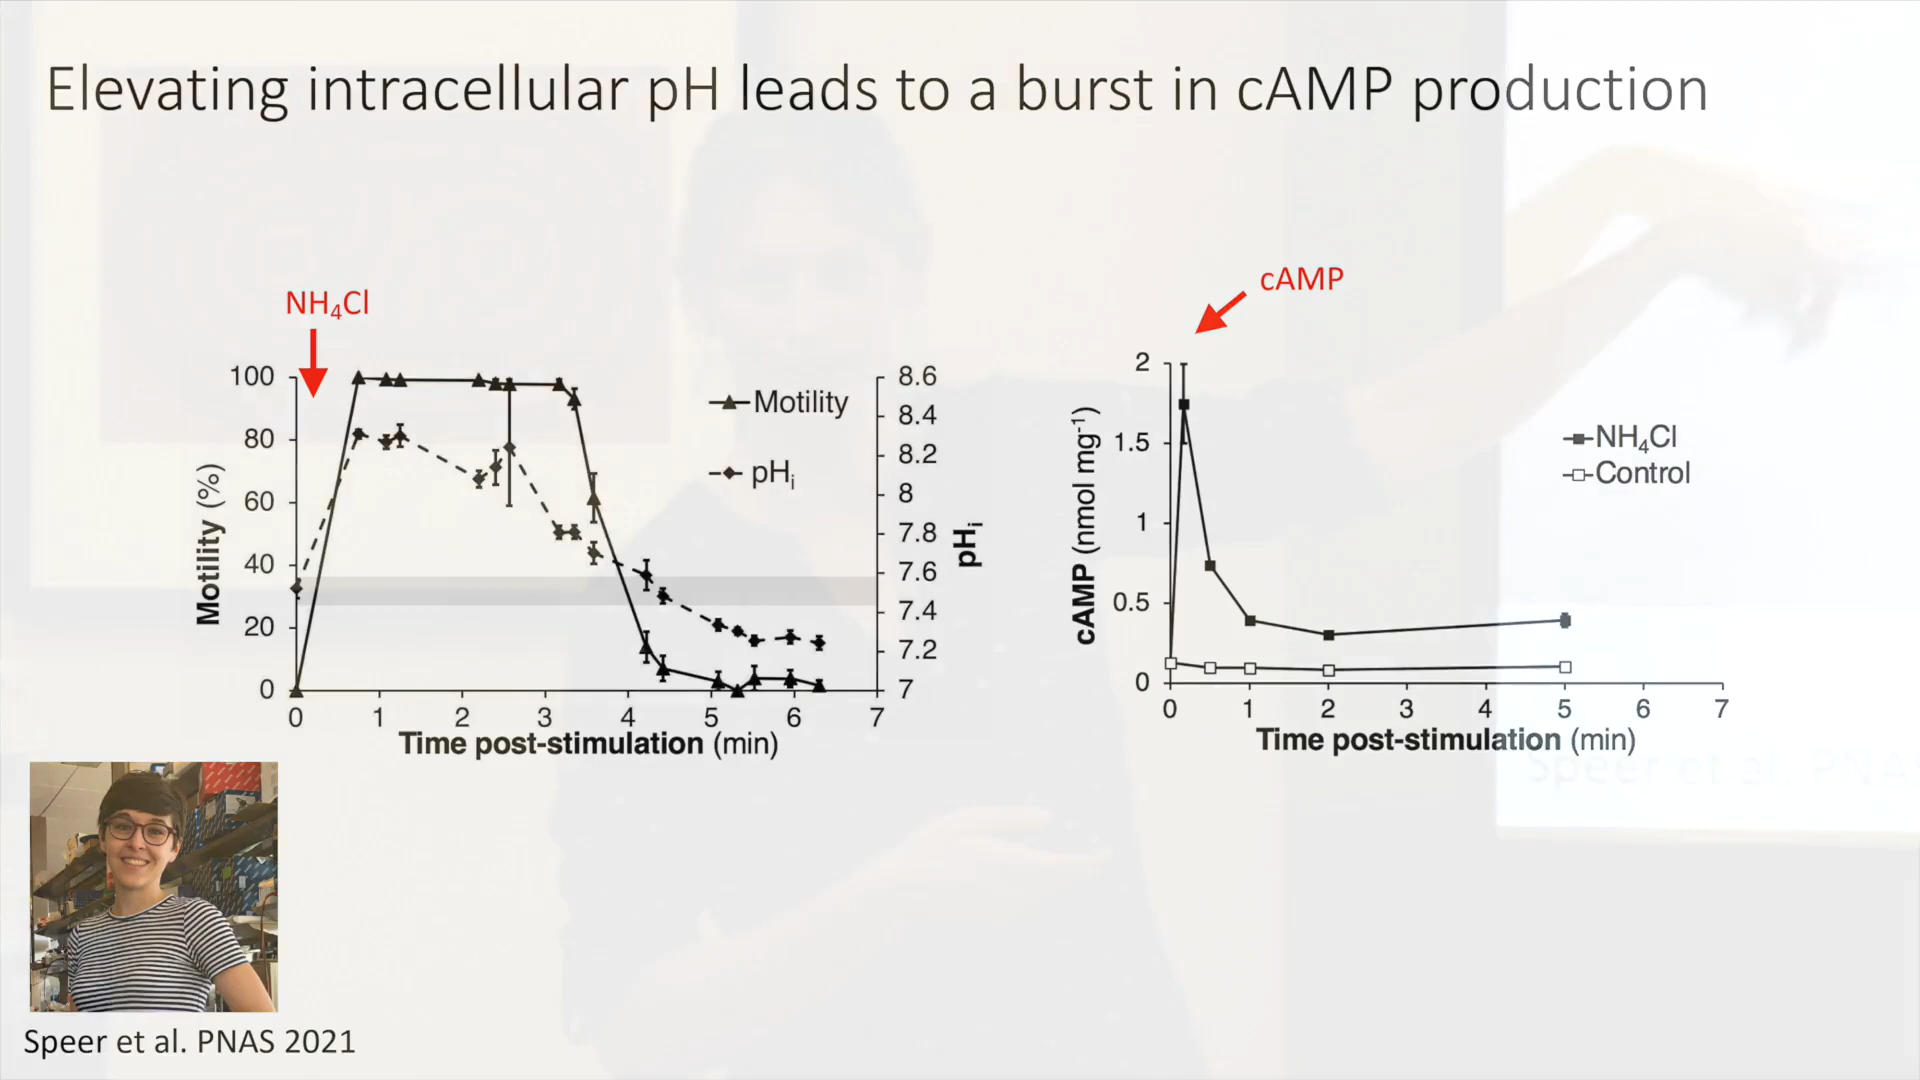 Elevating intracellular pH leads to a burst in cAMP production
NH₄Cl
100
80
60
40
20
0
Motility (%)
0 1 2 3 4 5 6 7
Time post-stimulation (min)
Motility
pHᵢ
8.6
8.4
8.2
8
7.8
7.6
7.4
7.2
7
pHᵢ
cAMP
2
1.5
1
0.5
0
cAMP (nmol mg⁻¹)
0 1 2 3 4 5 6 7
Time post-stimulation (min)
NH₄Cl
Control
Speer et al. PNAS
Speer et al. PNAS 2021